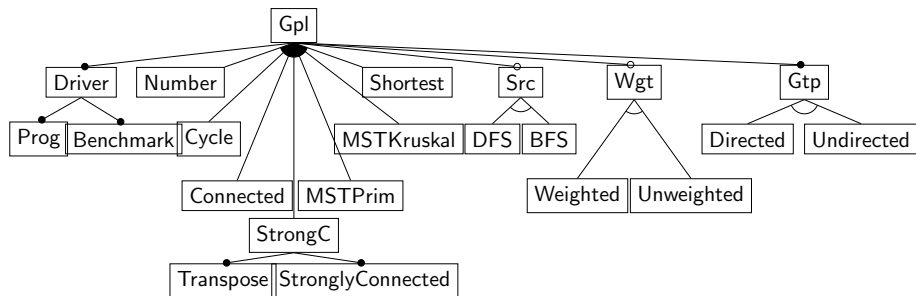 Gpl
Driver Number Shortest Src Wgt Gtp
Prog Benchmark Cycle MSTKruskal DFS BFS Directed Undirected
Connected MSTPrim Weighted Unweighted
StrongC
Transpose StronglyConnected